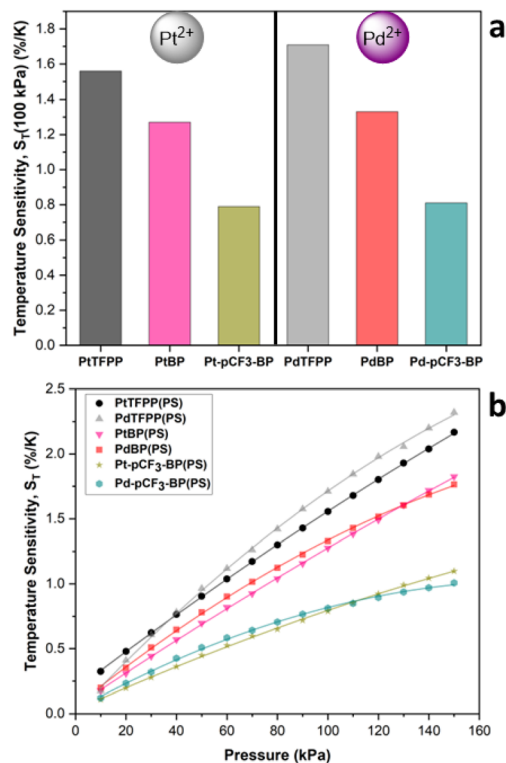 a
Pt2+
Pd2+
Temperature Sensitivity, ST(100 kPa) (%/K)
1.8
1.6
1.4
1.2
1.0
0.8
0.6
0.4
0.2
0.0
PtTFPP PtBP Pt-pCF3-BP PdTFPP PdBP Pd-pCF3-BP
b
Temperature Sensitivity, ST (%/K)
2.5
2.0
1.5
1.0
0.5
0.0
PtTFPP(PS)
PdTFPP(PS)
PtBP(PS)
PdBP(PS)
Pt-pCF3-BP(PS)
Pd-pCF3-BP(PS)
0 20 40 60 80 100 120 140 160
Pressure (kPa)